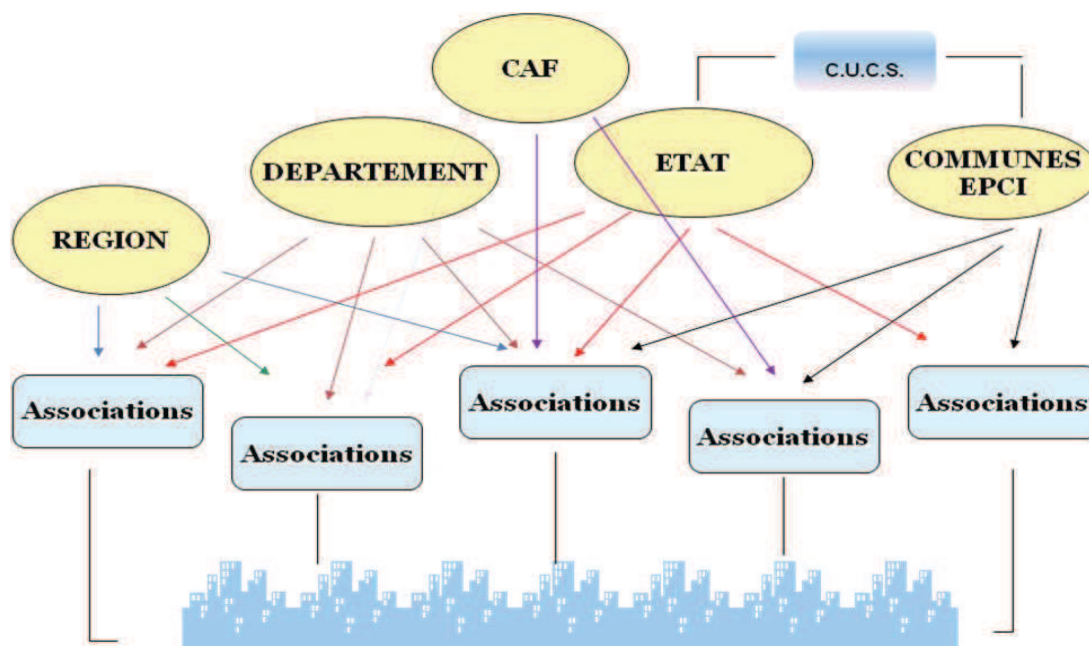 CAF
C.U.C.S.
DEPARTEMENT
ETAT
COMMUNES
EPCI
REGION
Associations
Associations
Associations
Associations
Associations